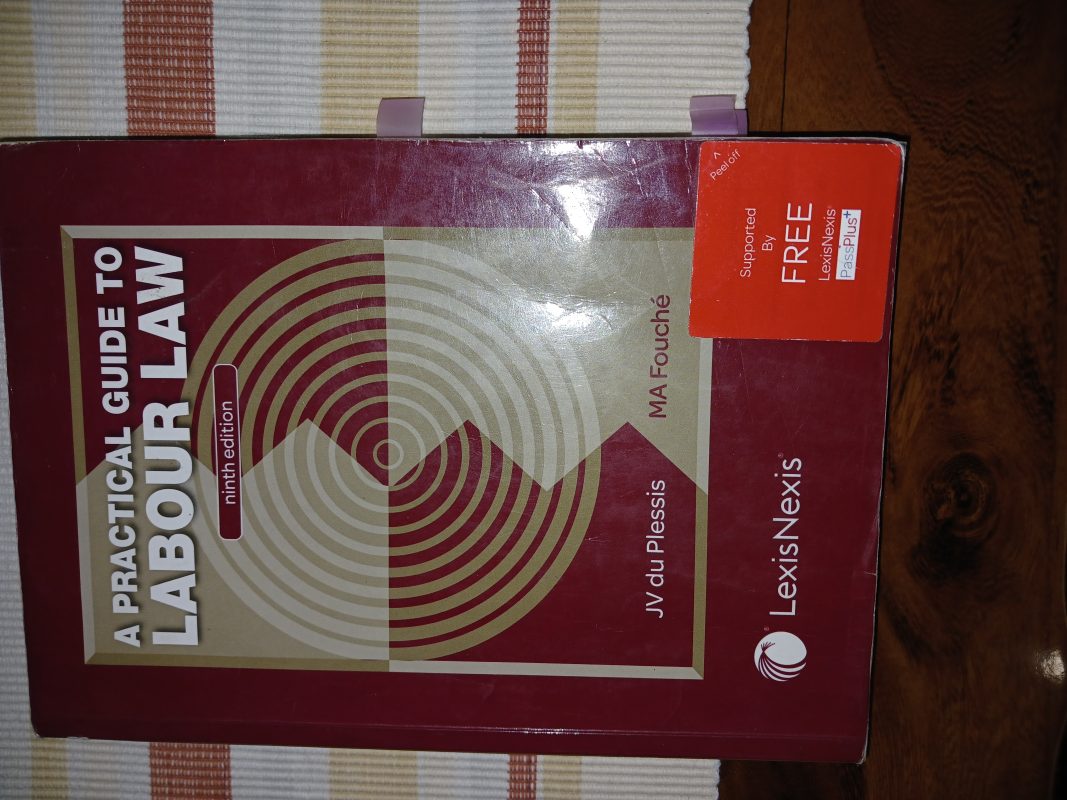 A PRACTICAL GUIDE TO
LABOUR LAW
ninth edition
JV du Plessis
MA Fouché
LexisNexis®
^
Peel off
Supported
By
FREE
LexisNexis®
PassPlus+